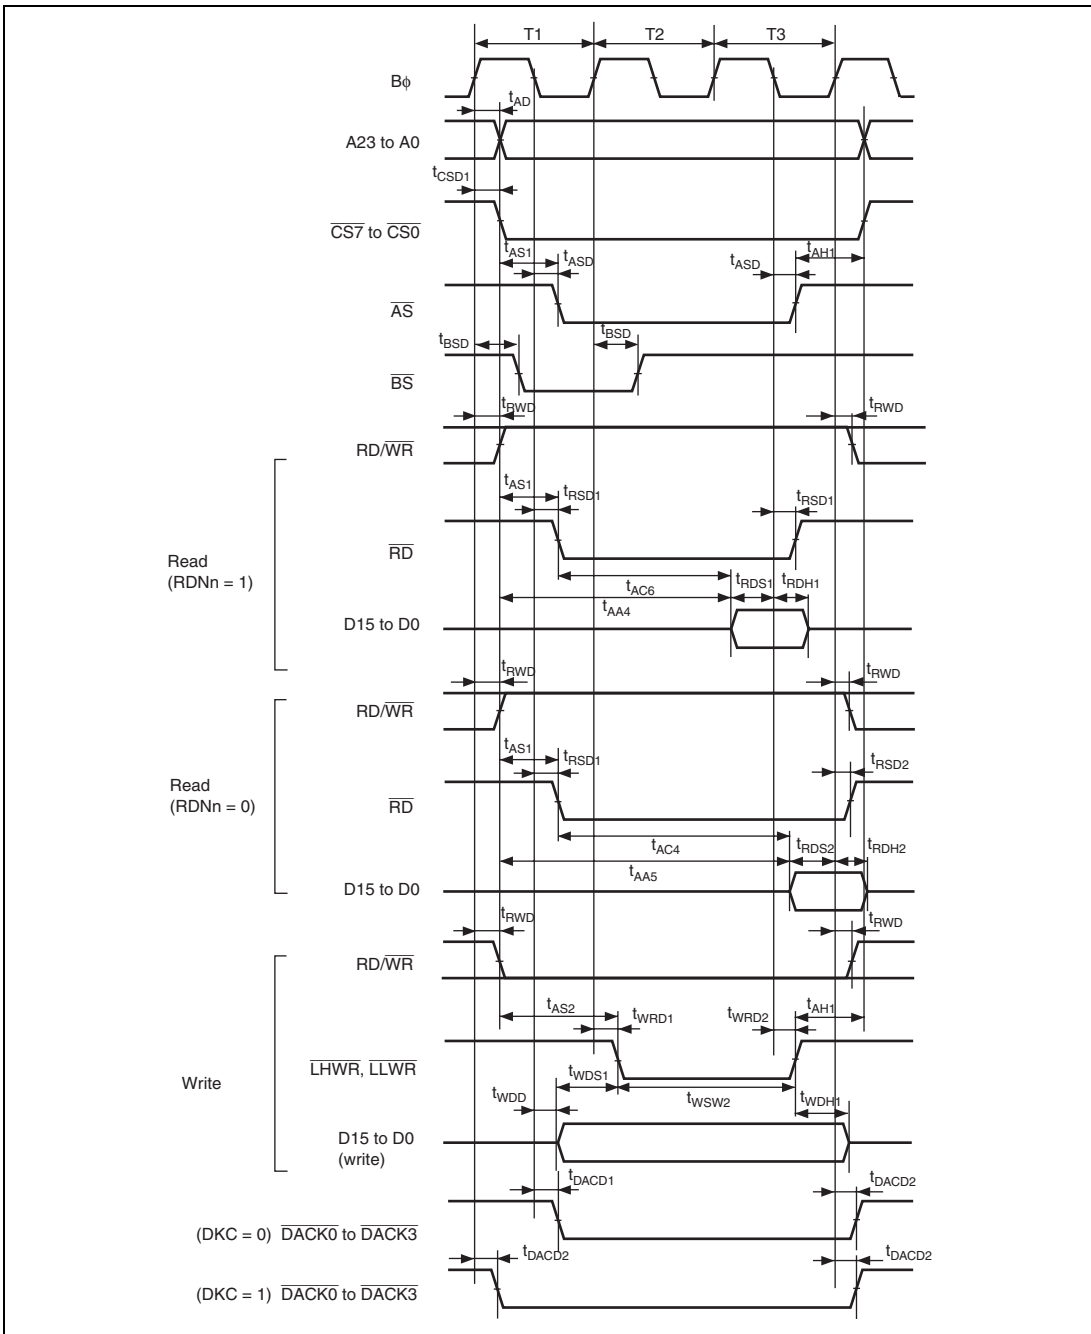 T1 T2 T3
Bϕ
tAD
A23 to A0
tCSD1
CS7 to CS0
tAS1 tASD tASD tAH1
AS
tBSD tBSD
BS
tRWD tRWD
RD/WR
tAS1 tRSD1 tRSD1
RD
Read
(RDNn = 1)
tAC6 tRDS1 tRDH1
tAA4
D15 to D0
tRWD tRWD
RD/WR
tAS1 tRSD1 tRSD2
Read
(RDNn = 0)
RD
tAC4 tRDS2 tRDH2
tAA5
D15 to D0
tRWD tRWD
RD/WR
tAS2 tWRD1 tWRD2 tAH1
LHWR, LLWR
Write
tWDD tWDS1 tWSW2 tWDH1
D15 to D0
(write)
tDACD1 tDACD2
(DKC = 0) DACK0 to DACK3
tDACD2 tDACD2
(DKC = 1) DACK0 to DACK3